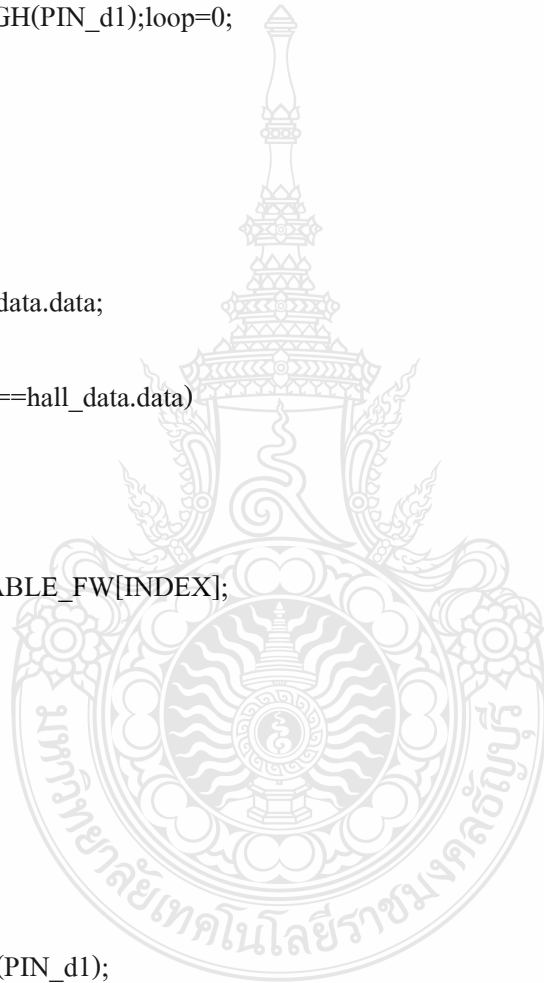 GH(PIN_d1);loop=0;
data.data;
==hall_data.data)
ABLE_FW[INDEX];
(PIN_d1);
มหาวิทยาลัยเทคโนโลยีราชมงคลธัญบุรี